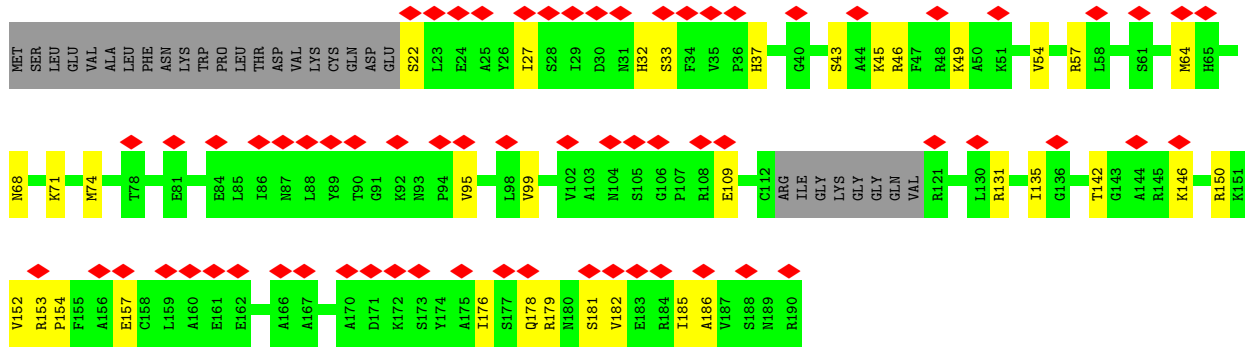 MET SER LEU GLU VAL ALA LEU PHE ASN LYS TRP PRO LEU THR ASP VAL LYS CYS GLN ASP GLU S22 L23 E24 A25 Y26 I27 S28 I29 D30 N31 H32 S33 F34 V35 P36 H37 G40 S43 A44 K45 R46 F47 R48 K49 A50 K51 V54 R57 L58 S61 M64 H65
N68 K71 M74 T78 E81 E84 L85 I86 N87 L88 Y89 T90 G91 K92 N93 P94 V95 L98 V99 V102 A103 N104 S105 G106 P107 R108 E109 C112 ARG ILE GLY LYS GLY GLY GLN VAL R121 L130 R131 I135 G136 T142 G143 A144 R145 K146 R150 K151
V152 R153 P154 F155 A156 E157 C158 L159 A160 E161 E162 A166 A167 A170 D171 K172 S173 Y174 A175 I176 S177 Q178 R179 N180 S181 V182 E183 R184 I185 A186 V187 S188 N189 R190